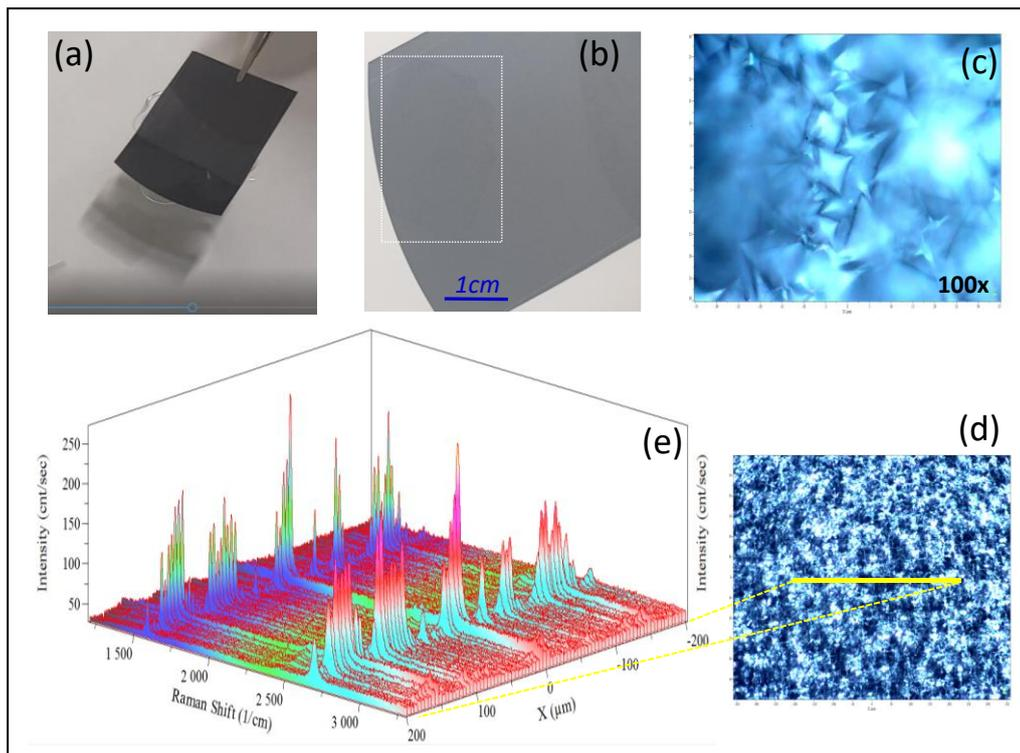 (a)
(b)
1cm
(c)
100x
(d)
(e)
Intensity (cnt/sec)
250
200
150
100
50
1 500
2 000
2 500
3 000
Raman Shift (1/cm)
200
100
0
-100
-200
X (µm)
Intensity (cnt/sec)